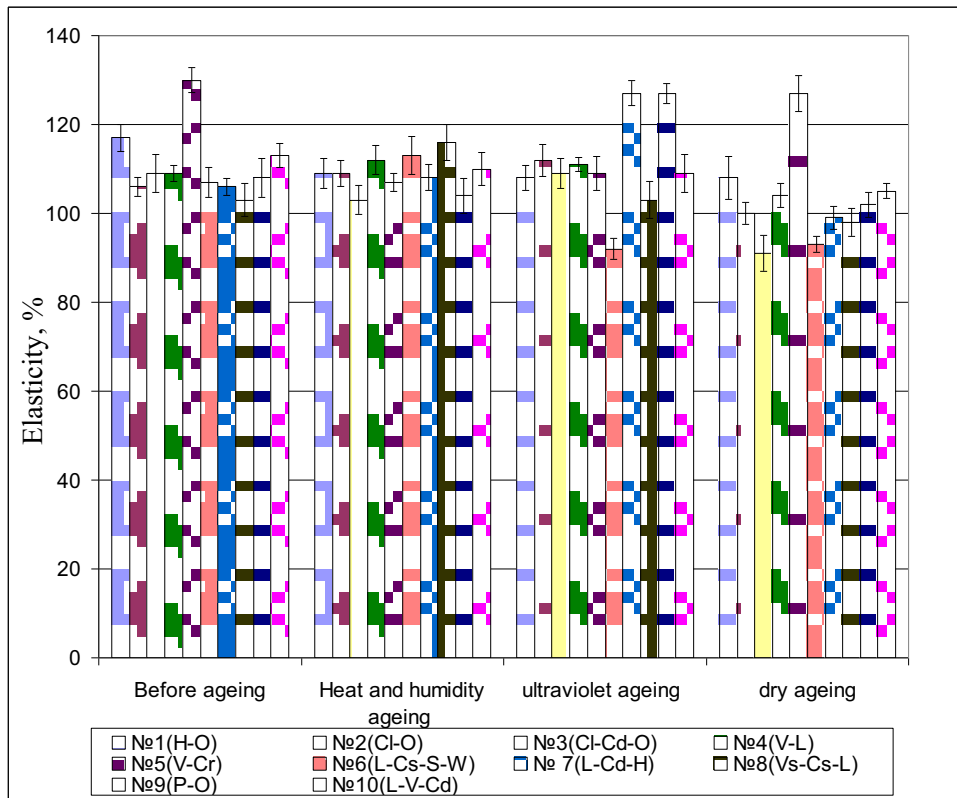 140
120
100
80
60
40
20
0
Elasticity, %
Before ageing
Heat and humidity
ageing
ultraviolet ageing
dry ageing
№1(H-O)
№2(Cl-O)
№3(Cl-Cd-O)
№4(V-L)
№5(V-Cr)
№6(L-Cs-S-W)
№ 7(L-Cd-H)
№8(Vs-Cs-L)
№9(P-O)
№10(L-V-Cd)